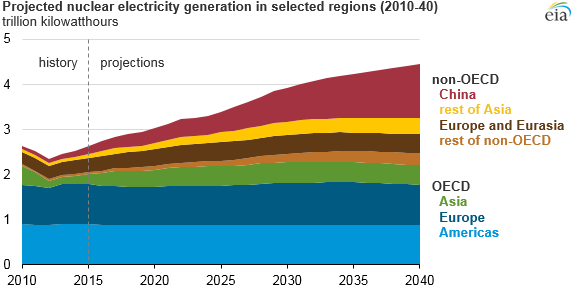 Projected nuclear electricity generation in selected regions (2010-40)
trillion kilowatthours
eia
5
4
3
2
1
0
history
projections
non-OECD
China
rest of Asia
Europe and Eurasia
rest of non-OECD
OECD
Asia
Europe
Americas
2010 2015 2020 2025 2030 2035 2040